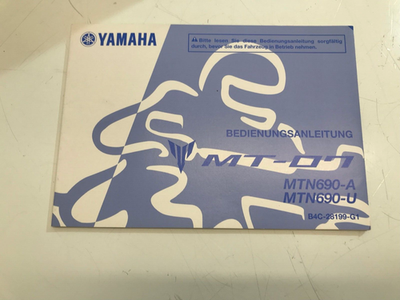 YAMAHA
Bitte lesen Sie diese Bedienungsanleitung sorgfältig
durch, bevor Sie das Fahrzeug in Betrieb nehmen.
BEDIENUNGSANLEITUNG
MT-07
MTN690-A
MTN690-U
B4C-28199-G1